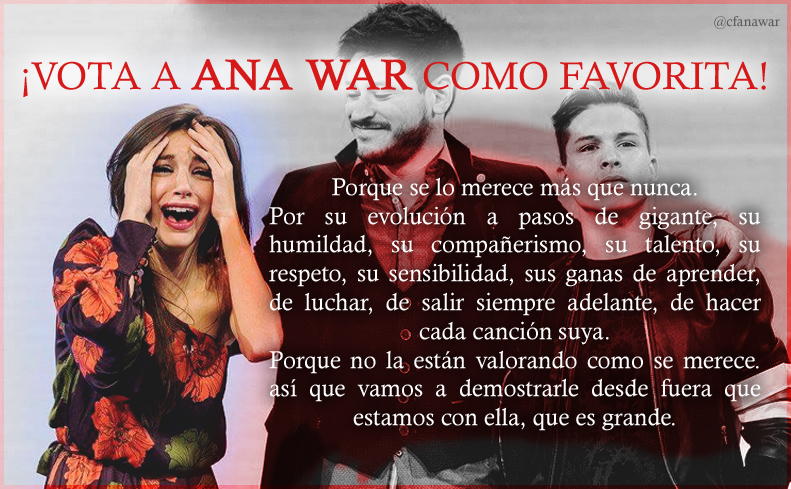 @cfanawar
¡VOTA A ANA WAR COMO FAVORITA!
Porque se lo merece más que nunca.
Por su evolución a pasos de gigante, su
humildad, su compañerismo, su talento, su
respeto, su sensibilidad, sus ganas de aprender,
de luchar, de salir siempre adelante, de hacer
cada canción suya.
Porque no la están valorando como se merece.
así que vamos a demostrarle desde fuera que
estamos con ella, que es grande.